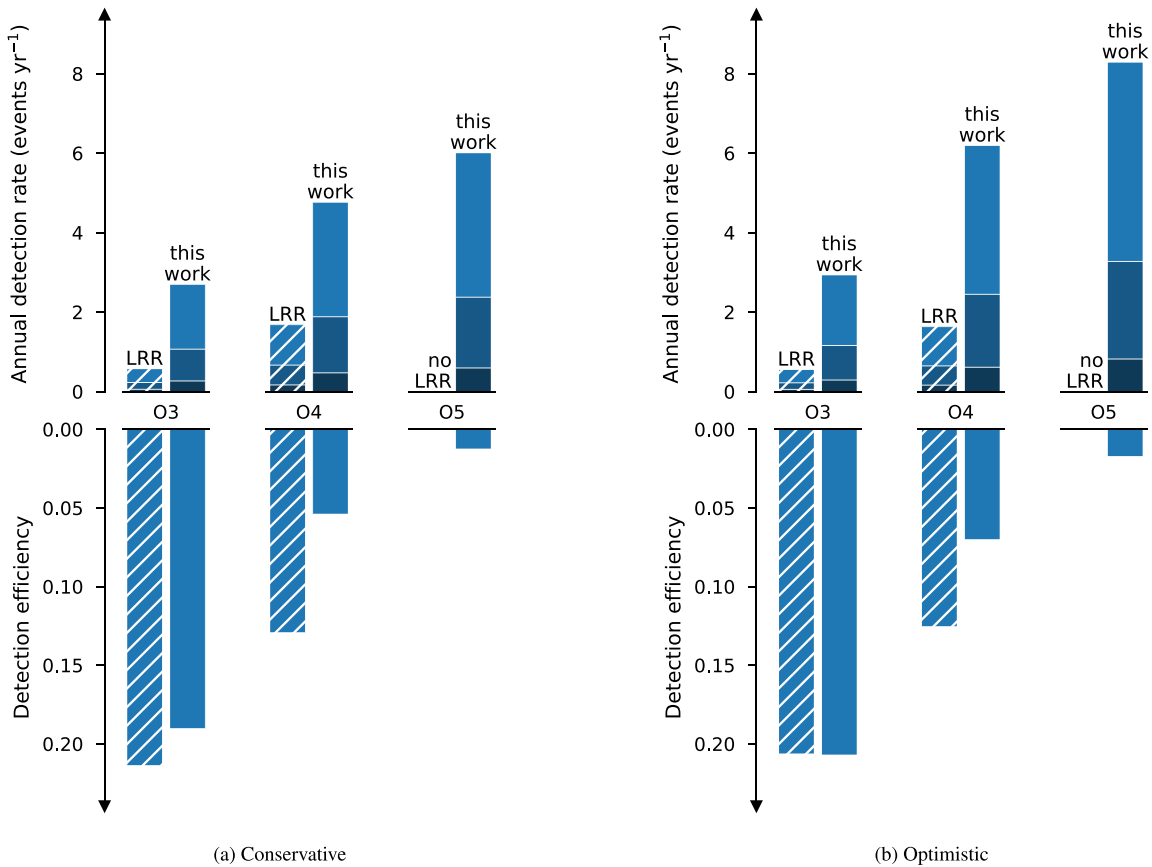 Annual detection rate (events yr⁻¹)
8
6
4
2
0
LRR
this
work
LRR
this
work
no
LRR
this
work
O3
O4
O5
Detection efficiency
0.00
0.05
0.10
0.15
0.20
(a) Conservative
Annual detection rate (events yr⁻¹)
8
6
4
2
0
LRR
this
work
LRR
this
work
no
LRR
this
work
O3
O4
O5
Detection efficiency
0.00
0.05
0.10
0.15
0.20
(b) Optimistic